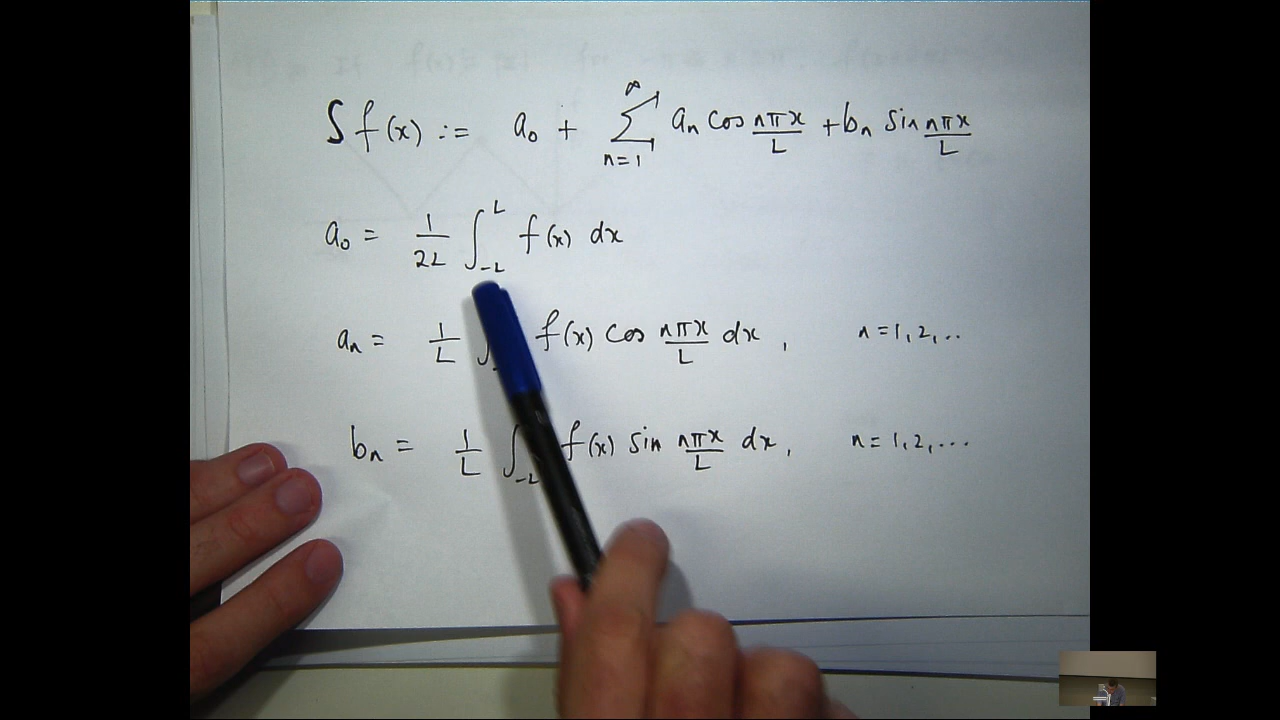 S f(x) := a₀ + ∞ ∑ n=1 aₙ cos nπx/L + bₙ sin nπx/L
a₀ = 1/2L ∫_-L^L f(x) dx
aₙ = 1/L ∫ f(x) cos nπx/L dx , n = 1, 2, ..
bₙ = 1/L ∫_-L f(x) sin nπx/L dx, n = 1, 2, ...